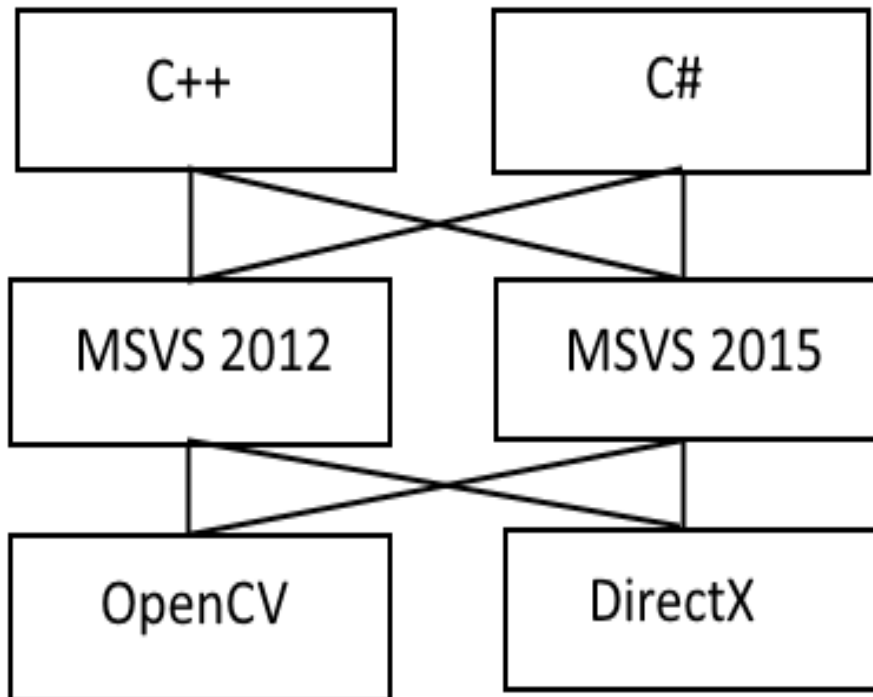 C++
C#
MSVS 2012
MSVS 2015
OpenCV
DirectX